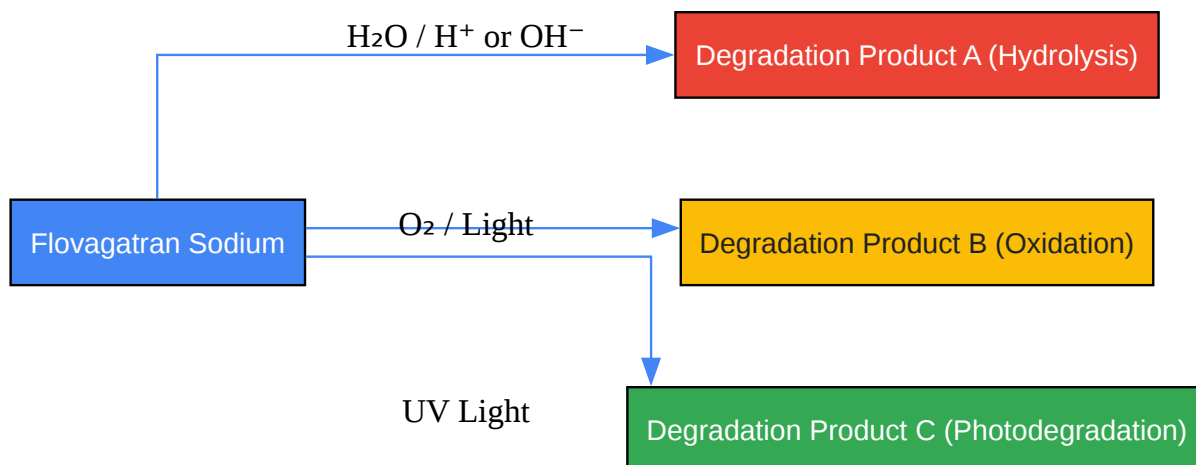 H₂O / H⁺ or OH⁻
Degradation Product A (Hydrolysis)
Flovagatran Sodium
O₂ / Light
Degradation Product B (Oxidation)
UV Light
Degradation Product C (Photodegradation)